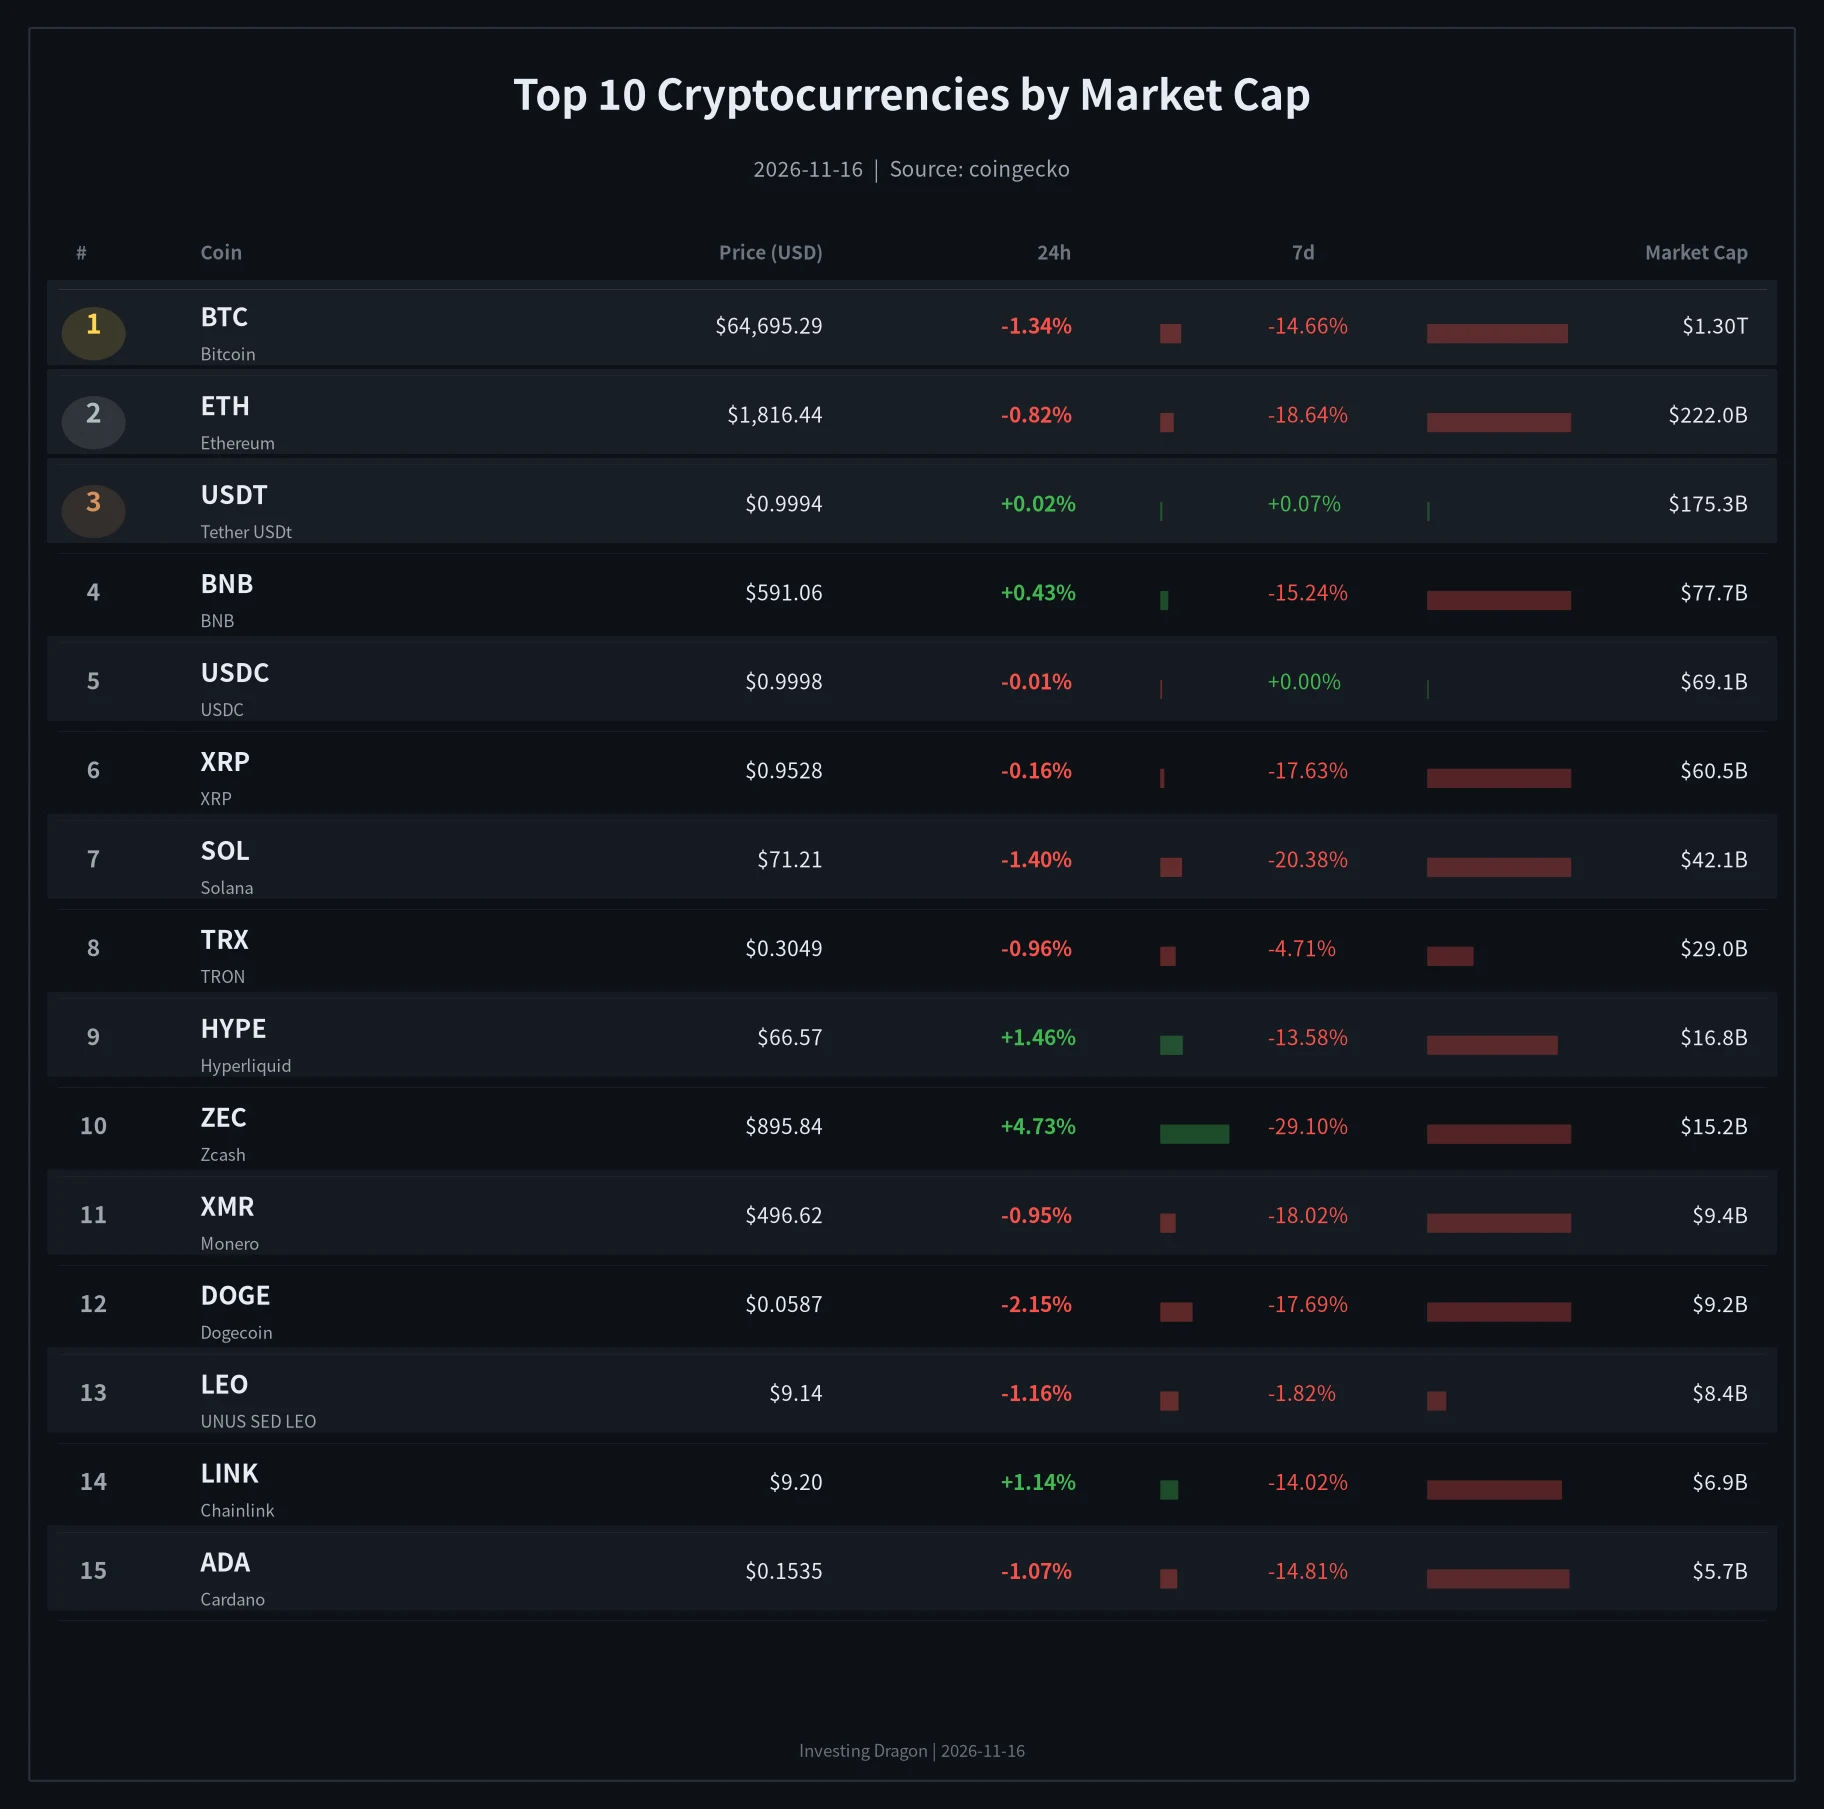 Top 10 Cryptocurrencies by Market Cap
2026-11-16 | Source: coingecko
# Coin Price (USD) 24h 7d Market Cap
1 BTC $64,695.29 -1.34% -14.66% $1.30T
Bitcoin
2 ETH $1,816.44 -0.82% -18.64% $222.0B
Ethereum
3 USDT $0.9994 +0.02% +0.07% $175.3B
Tether USDt
4 BNB $591.06 +0.43% -15.24% $77.7B
BNB
5 USDC $0.9998 -0.01% +0.00% $69.1B
USDC
6 XRP $0.9528 -0.16% -17.63% $60.5B
XRP
7 SOL $71.21 -1.40% -20.38% $42.1B
Solana
8 TRX $0.3049 -0.96% -4.71% $29.0B
TRON
9 HYPE $66.57 +1.46% -13.58% $16.8B
Hyperliquid
10 ZEC $895.84 +4.73% -29.10% $15.2B
Zcash
11 XMR $496.62 -0.95% -18.02% $9.4B
Monero
12 DOGE $0.0587 -2.15% -17.69% $9.2B
Dogecoin
13 LEO $9.14 -1.16% -1.82% $8.4B
UNUS SED LEO
14 LINK $9.20 +1.14% -14.02% $6.9B
Chainlink
15 ADA $0.1535 -1.07% -14.81% $5.7B
Cardano
Investing Dragon | 2026-11-16